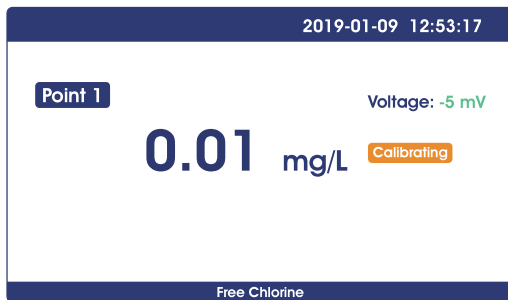 2019-01-09 12:53:17
Point 1
Voltage: -5 mV
0.01 mg/L
Calibrating
Free Chlorine